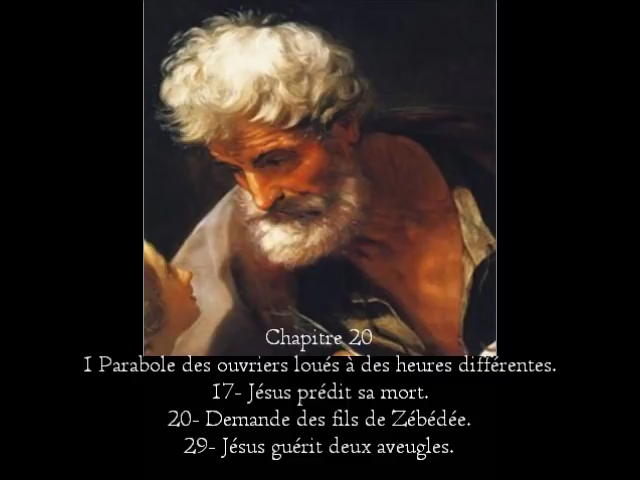 Chapitre 20
1 Parabole des ouvriers loués à des heures différentes.
17- Jésus prédit sa mort.
20- Demande des fils de Zébédée.
29- Jésus guérit deux aveugles.